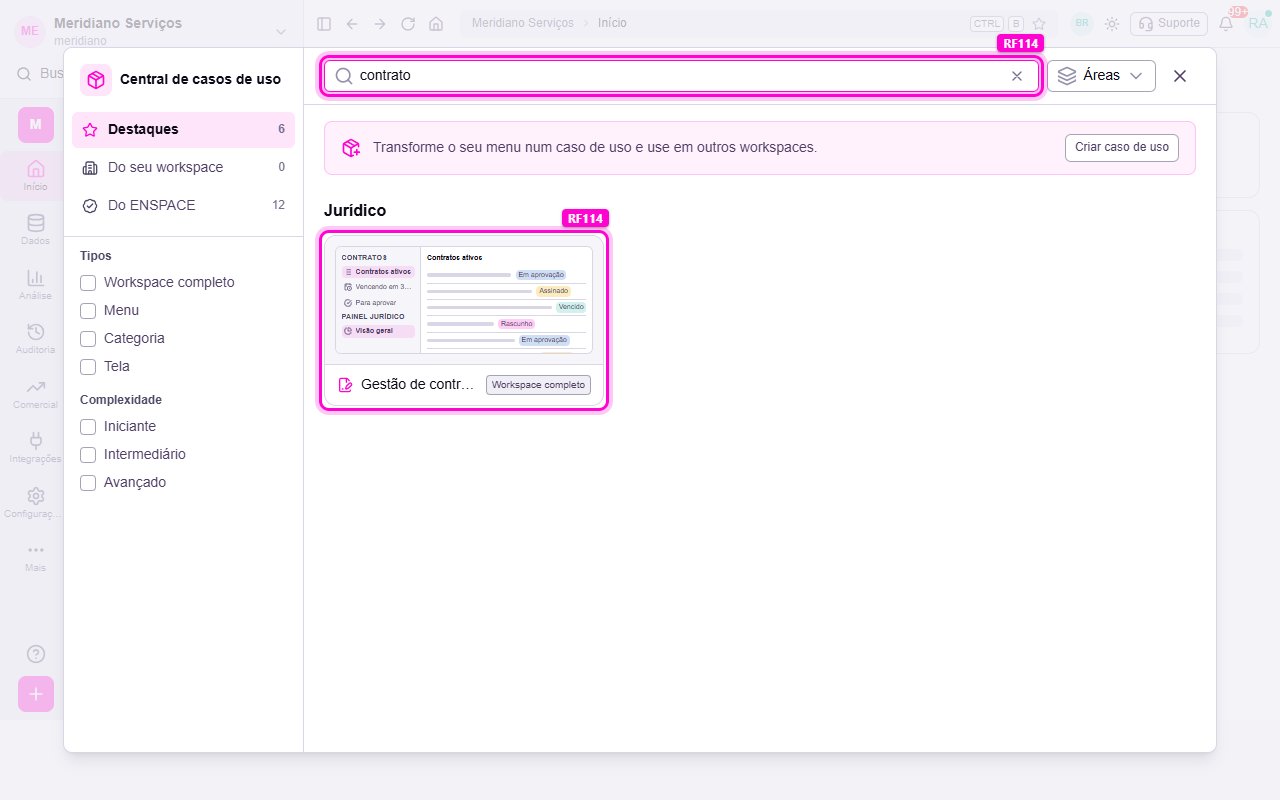 ME
Meridiano Serviços
meridiano
Meridiano Serviços
Início
CTRL
B
BR
Suporte
99+
RA
Bus
M
Início
Dados
Análise
Auditoria
Comercial
Integrações
Configuraç...
Mais
Central de casos de uso
Destaques 6
Do seu workspace 0
Do ENSPACE 12
Tipos
Workspace completo
Menu
Categoria
Tela
Complexidade
Iniciante
Intermediário
Avançado
RF114
contrato
Áreas
Transforme o seu menu num caso de uso e use em outros workspaces.
Criar caso de uso
Jurídico
RF114
CONTRATOS
Contratos ativos
Vencendo em 3...
Para aprovar
PAINEL JURÍDICO
Visão geral
Contratos ativos
Em aprovação
Assinado
Vencido
Rascunho
Em aprovação
Gestão de contr...
Workspace completo